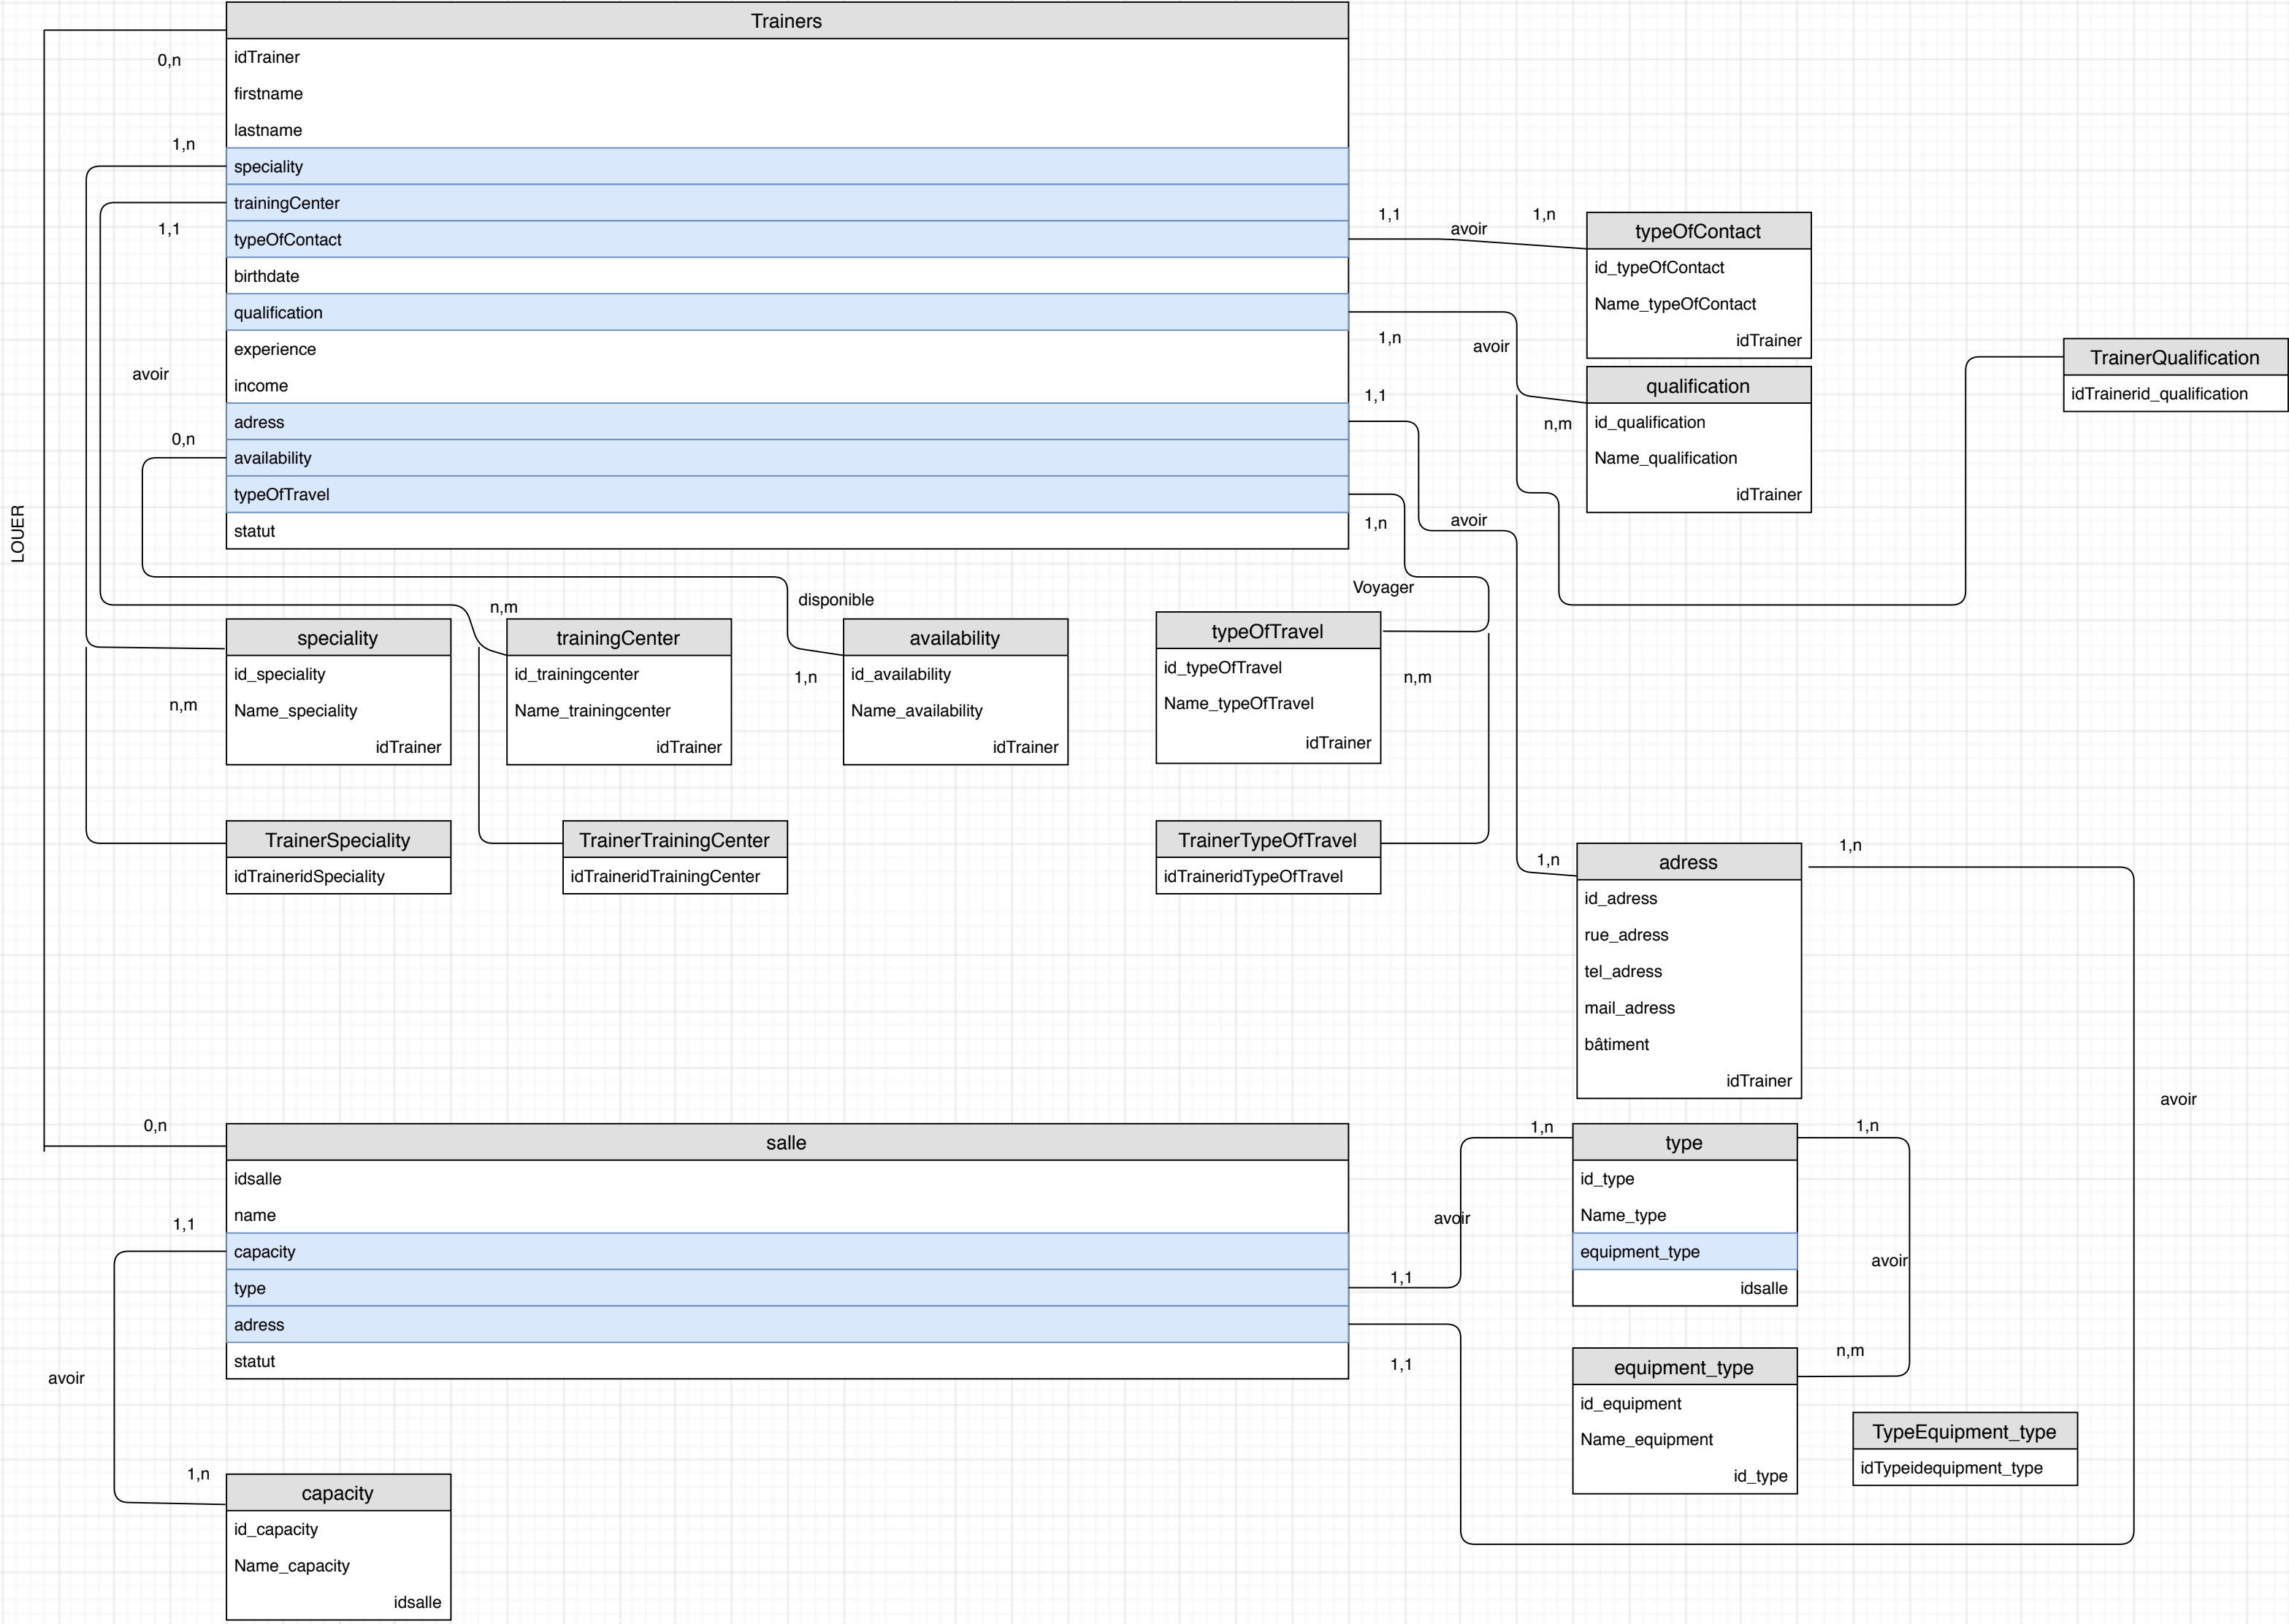 Trainers
0,n
idTrainer
firstname
lastname
1,n
speciality
trainingCenter
1,1
typeOfContact
birthdate
qualification
experience
avoir
income
adress
0,n
availability
typeOfTravel
statut
LOUER
1,1
avoir
1,n
typeOfContact
id_typeOfContact
Name_typeOfContact
idTrainer
1,n
avoir
qualification
n,m
id_qualification
Name_qualification
idTrainer
TrainerQualification
idTrainerid_qualification
1,1
avoir
1,n
Voyager
disponible
n,m
speciality
id_speciality
Name_speciality
idTrainer
n,m
trainingCenter
id_trainingcenter
Name_trainingcenter
idTrainer
1,n
availability
id_availability
Name_availability
idTrainer
typeOfTravel
id_typeOfTravel
Name_typeOfTravel
idTrainer
n,m
TrainerSpeciality
idTraineridSpeciality
TrainerTrainingCenter
idTraineridTrainingCenter
TrainerTypeOfTravel
idTraineridTypeOfTravel
1,n
adress
1,n
id_adress
rue_adress
tel_adress
mail_adress
bâtiment
idTrainer
avoir
0,n
salle
idsalle
name
1,1
capacity
type
adress
statut
1,1
1,1
avoir
1,n
type
1,n
id_type
Name_type
equipment_type
idsalle
avoir
equipment_type
n,m
id_equipment
Name_equipment
id_type
TypeEquipment_type
idTypeidequipment_type
avoir
1,n
capacity
id_capacity
Name_capacity
idsalle